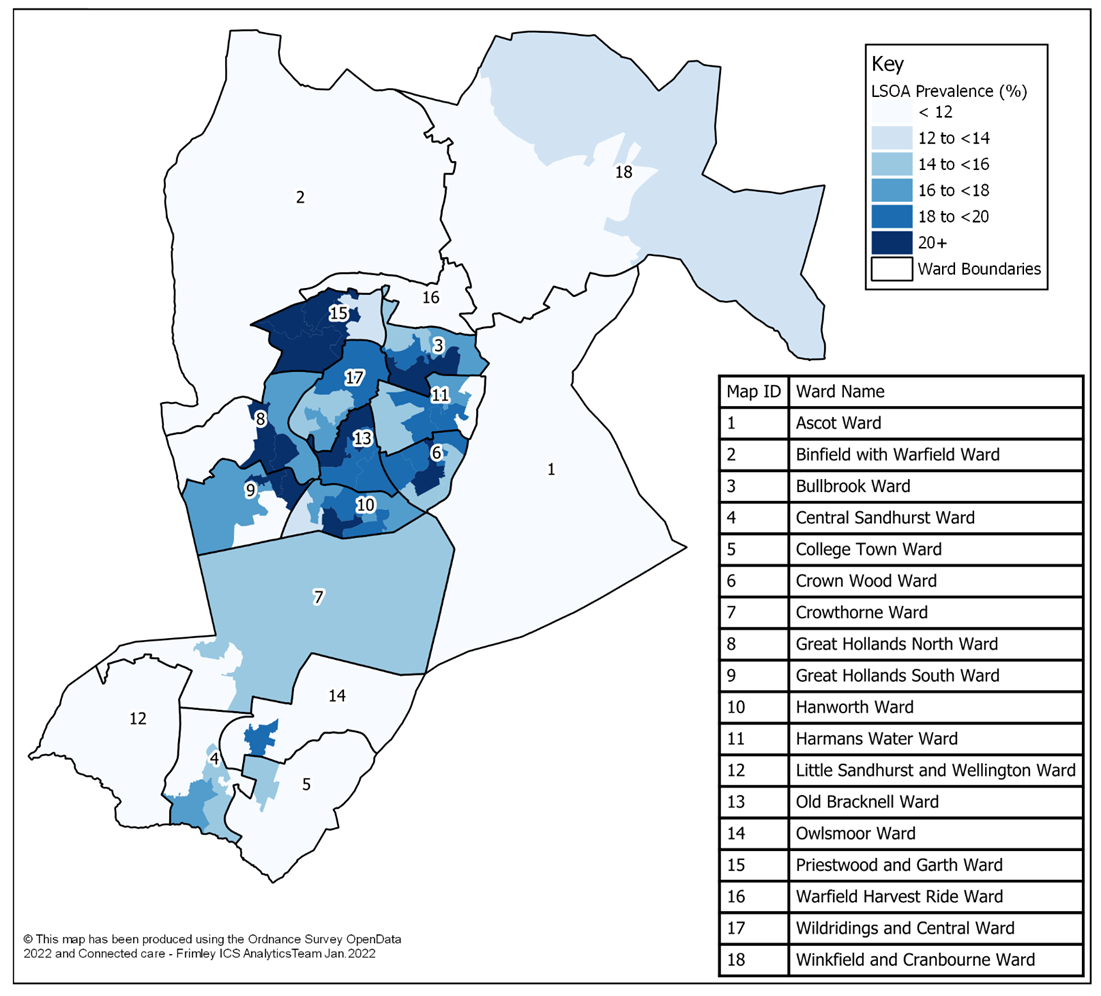 Key
LSOA Prevalence (%)
< 12
12 to <14
14 to <16
16 to <18
18 to <20
20+
Ward Boundaries
2
18
16
15
3
17
11
8
13
6
9
10
1
7
14
12
4
5
Map ID Ward Name
1 Ascot Ward
2 Binfield with Warfield Ward
3 Bullbrook Ward
4 Central Sandhurst Ward
5 College Town Ward
6 Crown Wood Ward
7 Crowthorne Ward
8 Great Hollands North Ward
9 Great Hollands South Ward
10 Hanworth Ward
11 Harmans Water Ward
12 Little Sandhurst and Wellington Ward
13 Old Bracknell Ward
14 Owlsmoor Ward
15 Priestwood and Garth Ward
16 Warfield Harvest Ride Ward
17 Wildridings and Central Ward
18 Winkfield and Cranbourne Ward
© This map has been produced using the Ordnance Survey OpenData
2022 and Connected care - Frimley ICS AnalyticsTeam Jan.2022